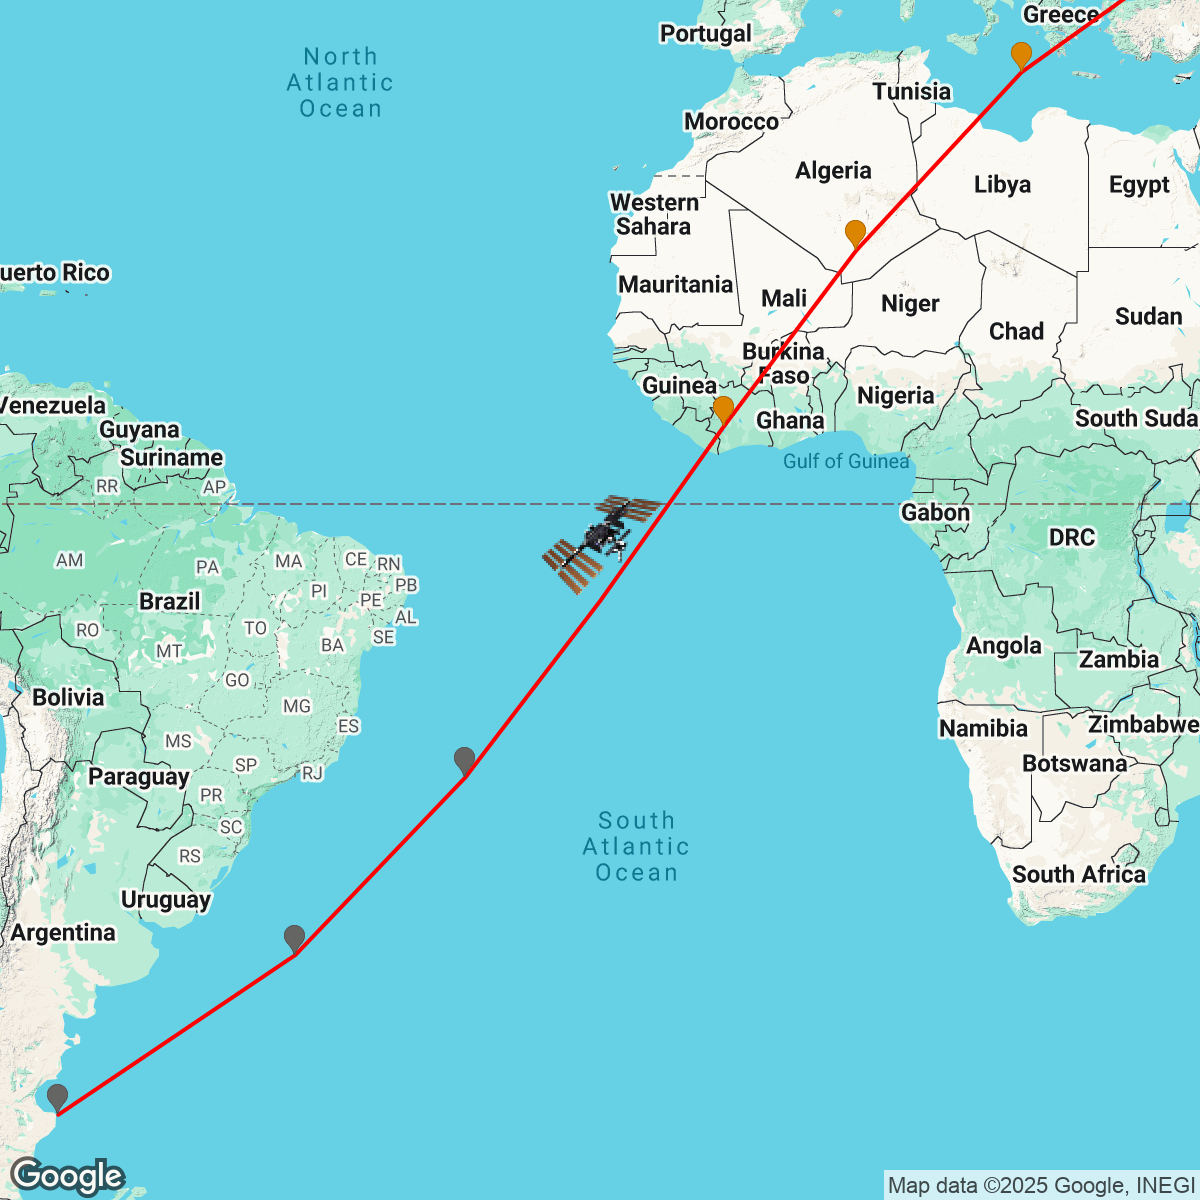 North
Atlantic
Ocean
Portugal
Greece
Tunisia
Morocco
Algeria
Libya
Egypt
Western
Sahara
uerto Rico
Mauritania
Mali
Niger
Chad
Sudan
Burkina
Faso
Guinea
Ghana
Nigeria
South Suda
Venezuela
Guyana
Suriname
Gulf of Guinea
RR
AP
Gabon
DRC
AM
PA
MA
CE
RN
PB
PI
PE
AL
Brazil
RO
TO
BA
SE
MT
Angola
Zambia
GO
Bolivia
MG
ES
Namibia
Zimbabwe
MS
SP
RJ
Paraguay
Botswana
PR
SC
South
Atlantic
Ocean
RS
South Africa
Uruguay
Argentina
Google
Map data ©2025 Google, INEGI